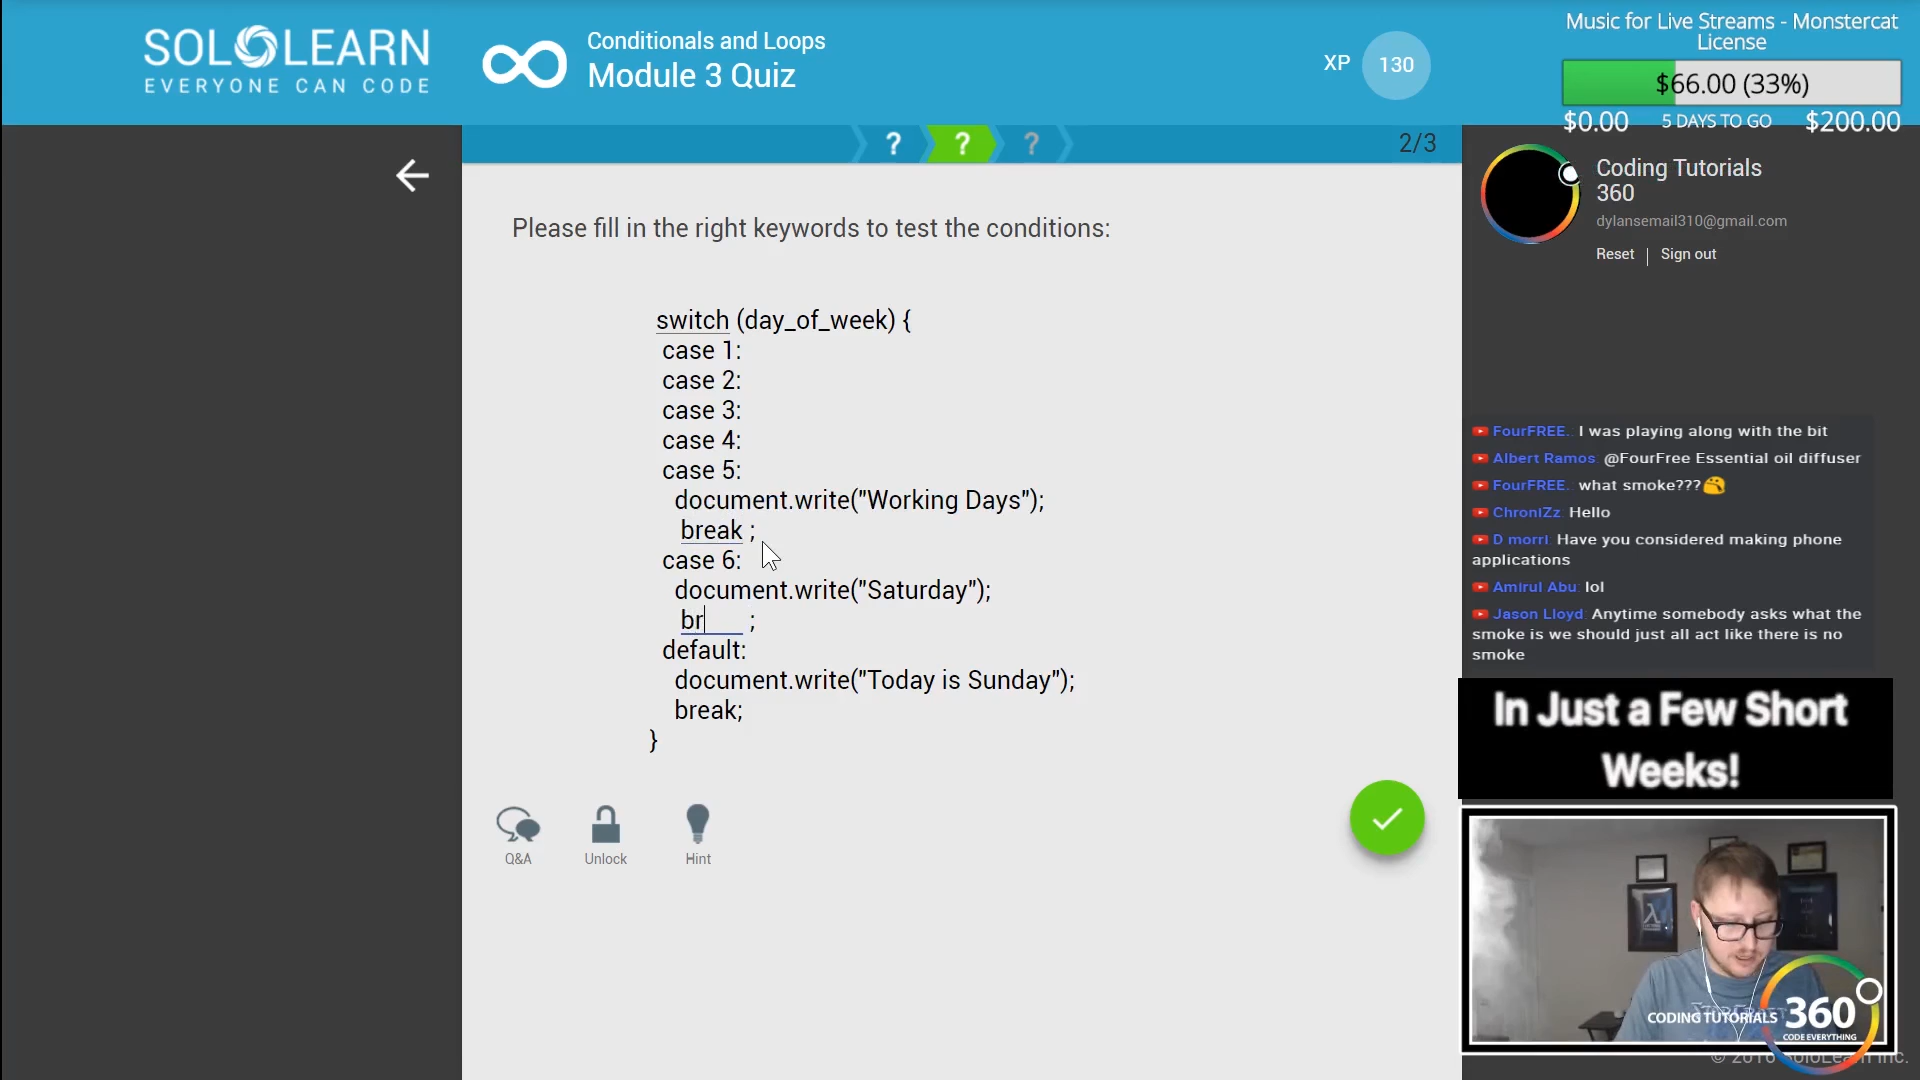 SOLOLEARN
EVERYONE CAN CODE
Conditionals and Loops
Module 3 Quiz
XP 130
Music for Live Streams - Monstercat
License
$66.00 (33%)
$0.00 5 DAYS TO GO $200.00
? ? ? 2/3
Coding Tutorials
360
dylansemail310@gmail.com
Reset | Sign out
Please fill in the right keywords to test the conditions:
switch (day_of_week) {
case 1:
case 2:
case 3:
case 4:
case 5:
document.write("Working Days");
break ;
case 6:
document.write("Saturday");
br ;
default:
document.write("Today is Sunday");
break;
}
Q&A Unlock Hint
FourFREE.: I was playing along with the bit
Albert Ramos: @FourFree Essential oil diffuser
FourFREE.: what smoke???
ChroniZz: Hello
D morri: Have you considered making phone
applications
Amirul Abu: lol
Jason Lloyd: Anytime somebody asks what the
smoke is we should just all act like there is no
smoke
In Just a Few Short
Weeks!
CODING TUTORIALS 360
CODE EVERYTHING
Inc.